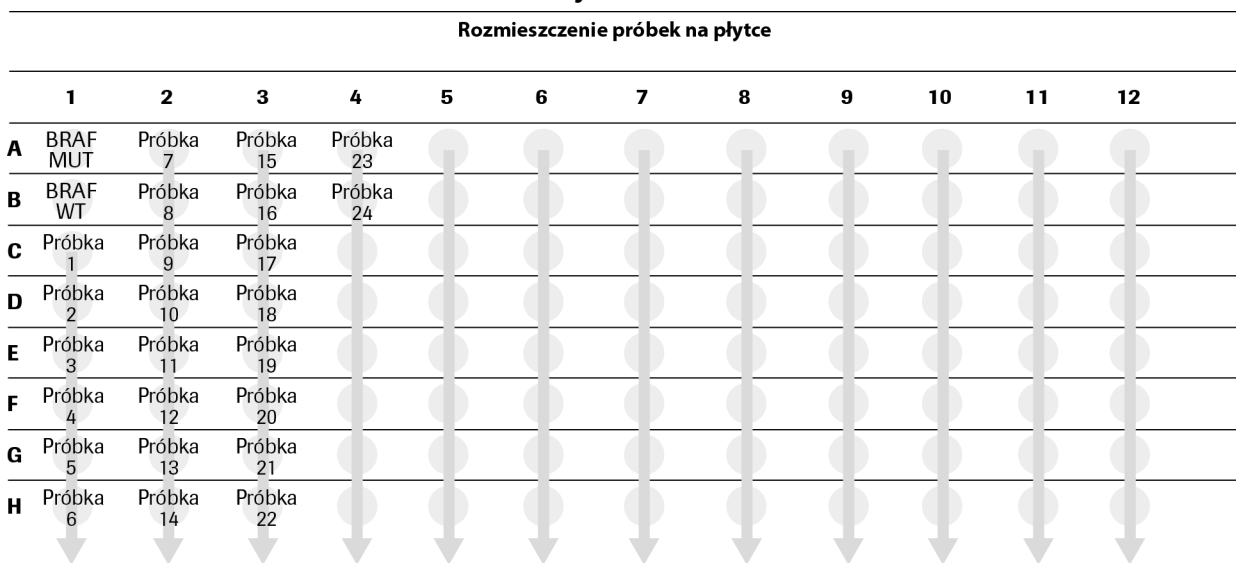 Rozmieszczenie próbek na płytce
1 2 3 4 5 6 7 8 9 10 11 12
A BRAF MUT Próbka 7 Próbka 15 Próbka 23
B BRAF WT Próbka 8 Próbka 16 Próbka 24
C Próbka 1 Próbka 9 Próbka 17
D Próbka 2 Próbka 10 Próbka 18
E Próbka 3 Próbka 11 Próbka 19
F Próbka 4 Próbka 12 Próbka 20
G Próbka 5 Próbka 13 Próbka 21
H Próbka 6 Próbka 14 Próbka 22